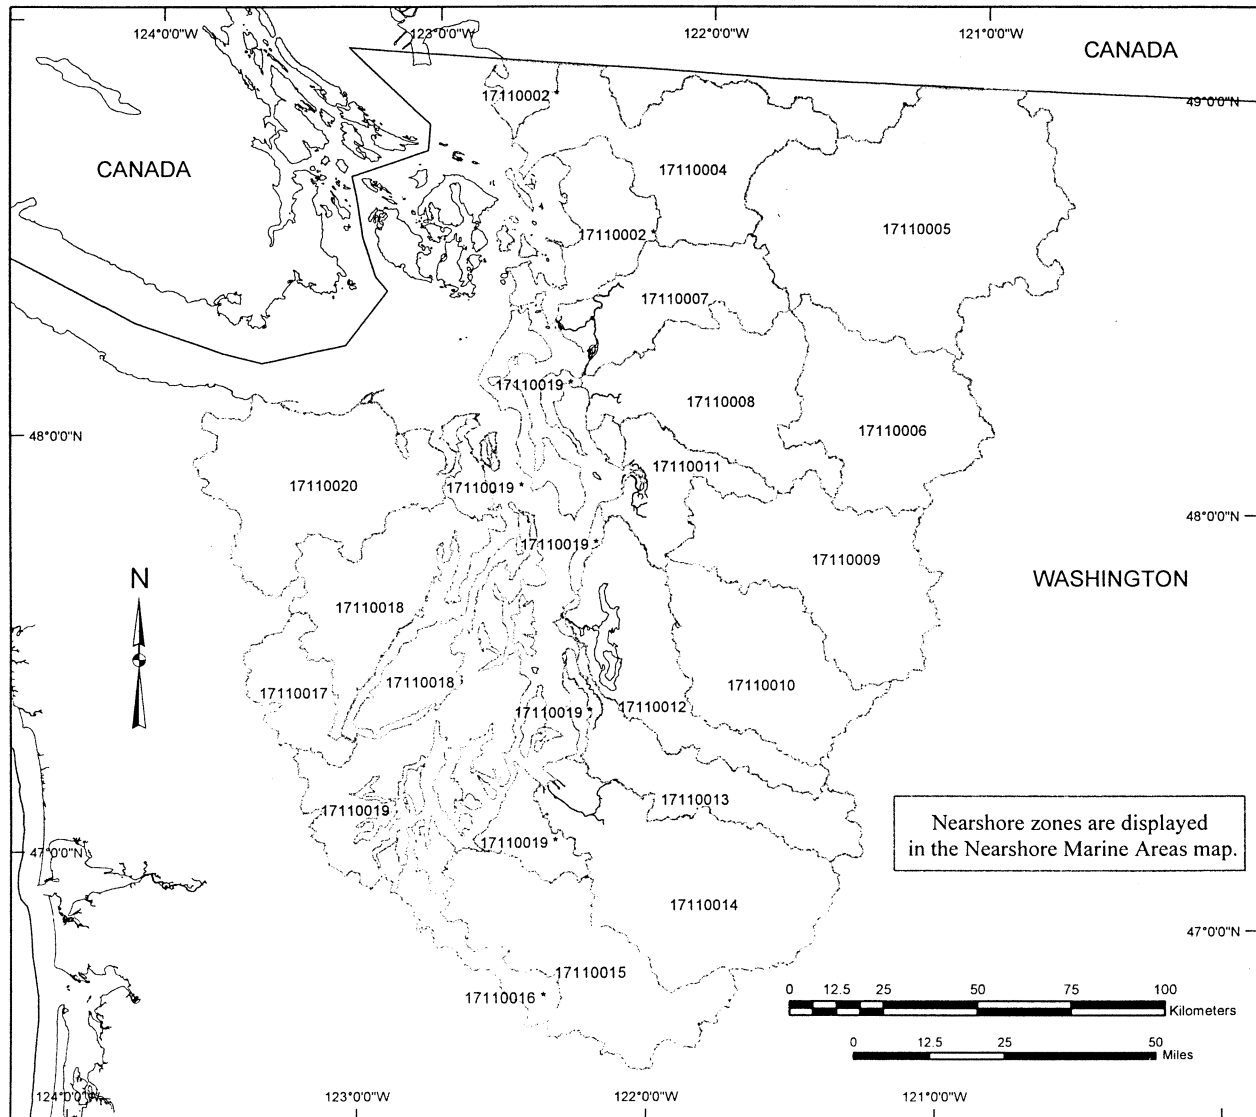 124°0'0"W
123°0'0"W
122°0'0"W
121°0'0"W
CANADA
49°0'0"N
17110002 *
CANADA
17110004
17110002 *
17110005
17110007
17110019 *
17110008
17110006
48°0'0"N
17110011
17110020
17110019 *
48°0'0"N
17110019 *
17110009
N
WASHINGTON
17110018
17110018
17110017
17110010
17110019 *
17110012
17110013
17110019
Nearshore zones are displayed
in the Nearshore Marine Areas map.
17110019 *
47°0'0"N
17110014
47°0'0"N
17110015
17110016 *
0 12.5 25 50 75 100
Kilometers
0 12.5 25 50
Miles
124°0'0"W
123°0'0"W
122°0'0"W
121°0'0"W